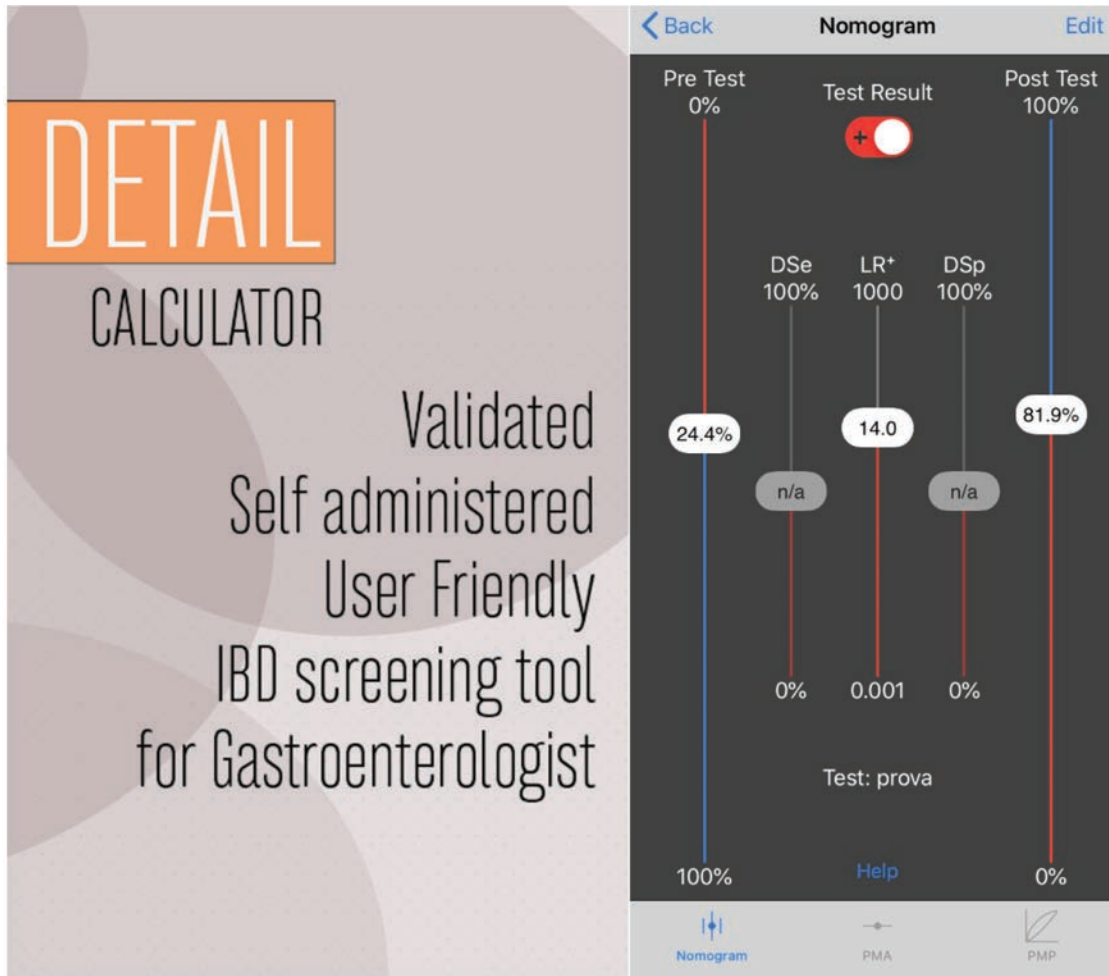 DETAIL
CALCULATOR
Validated
Self administered
User Friendly
IBD screening tool
for Gastroenterologist
Back Nomogram Edit
Pre Test Test Result Post Test
0% 100%
+
DSe LR⁺ DSp
100% 1000 100%
24.4% 14.0 81.9%
n/a n/a
0% 0.001 0%
Test: prova
100% Help 0%
Nomogram PMA PMP